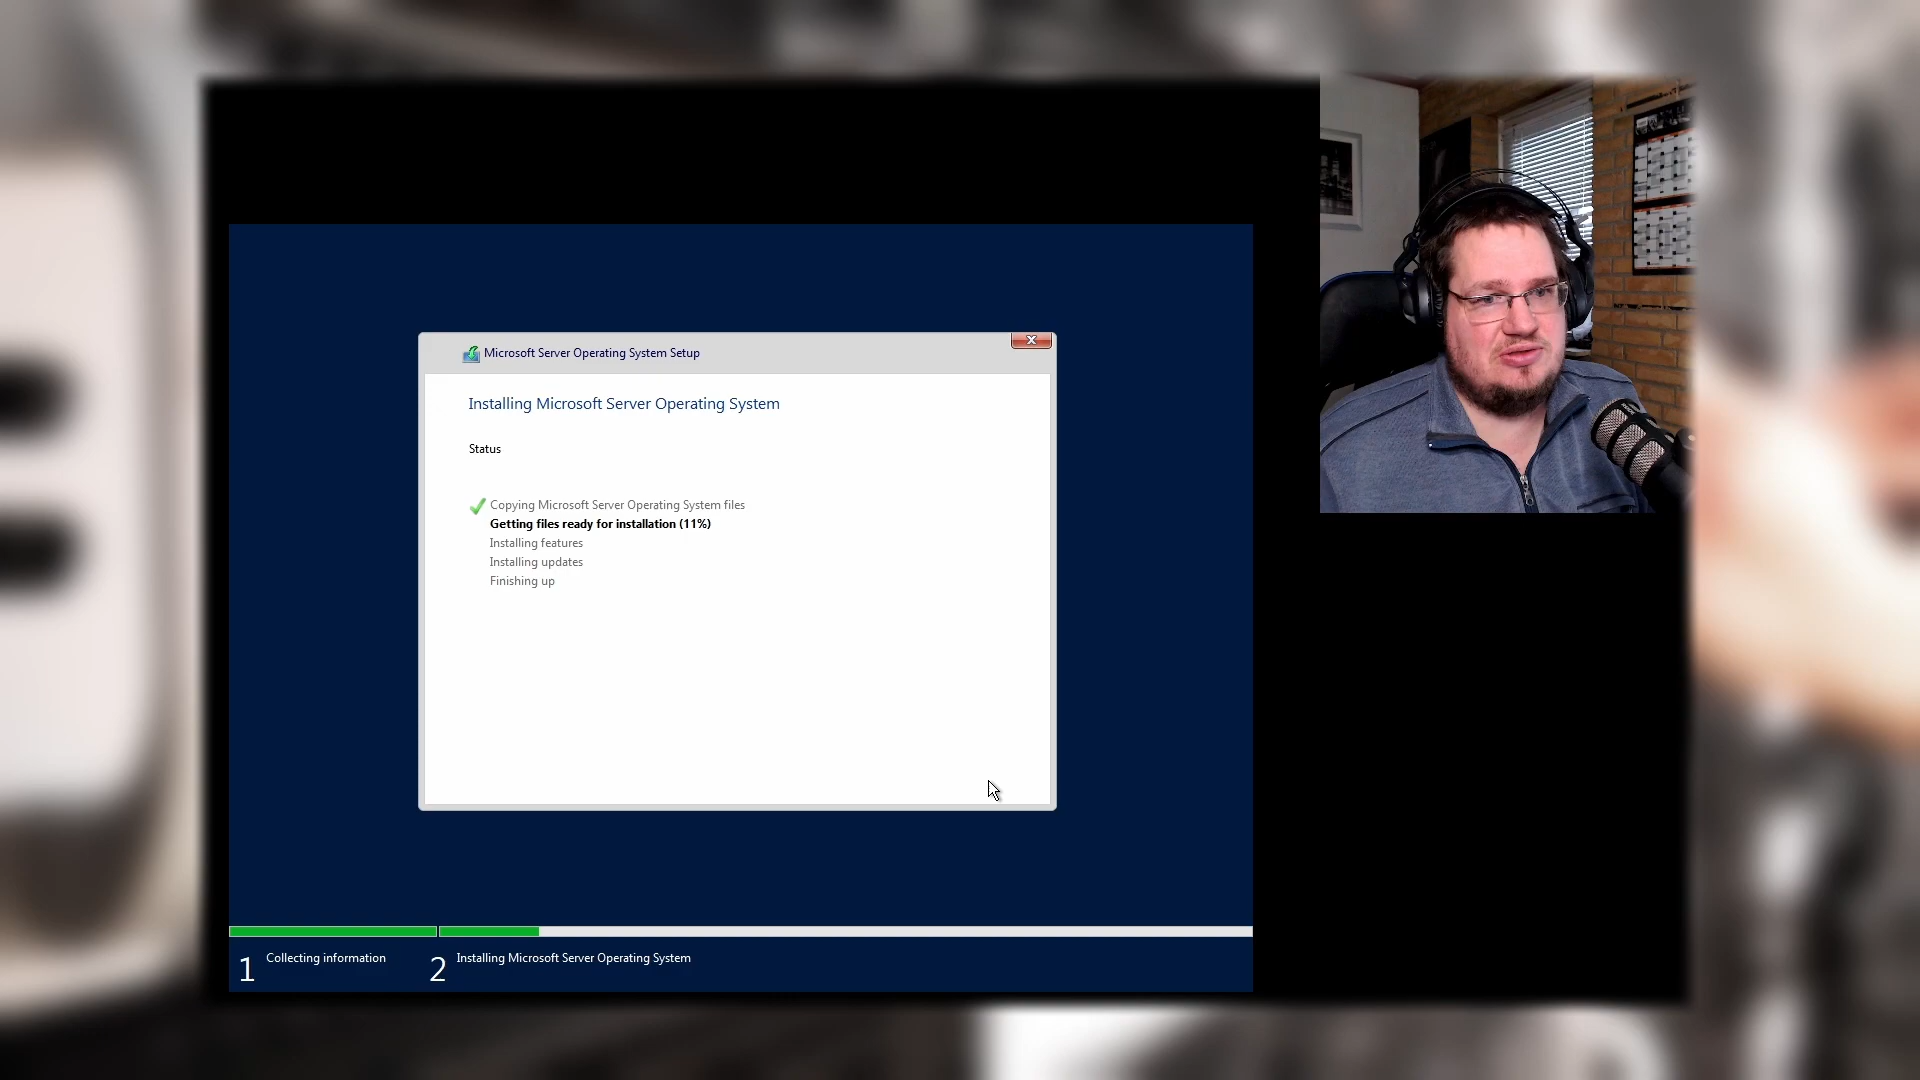 Microsoft Server Operating System Setup
Installing Microsoft Server Operating System
Status
Copying Microsoft Server Operating System files
Getting files ready for installation (11%)
Installing features
Installing updates
Finishing up
1 Collecting information
2 Installing Microsoft Server Operating System